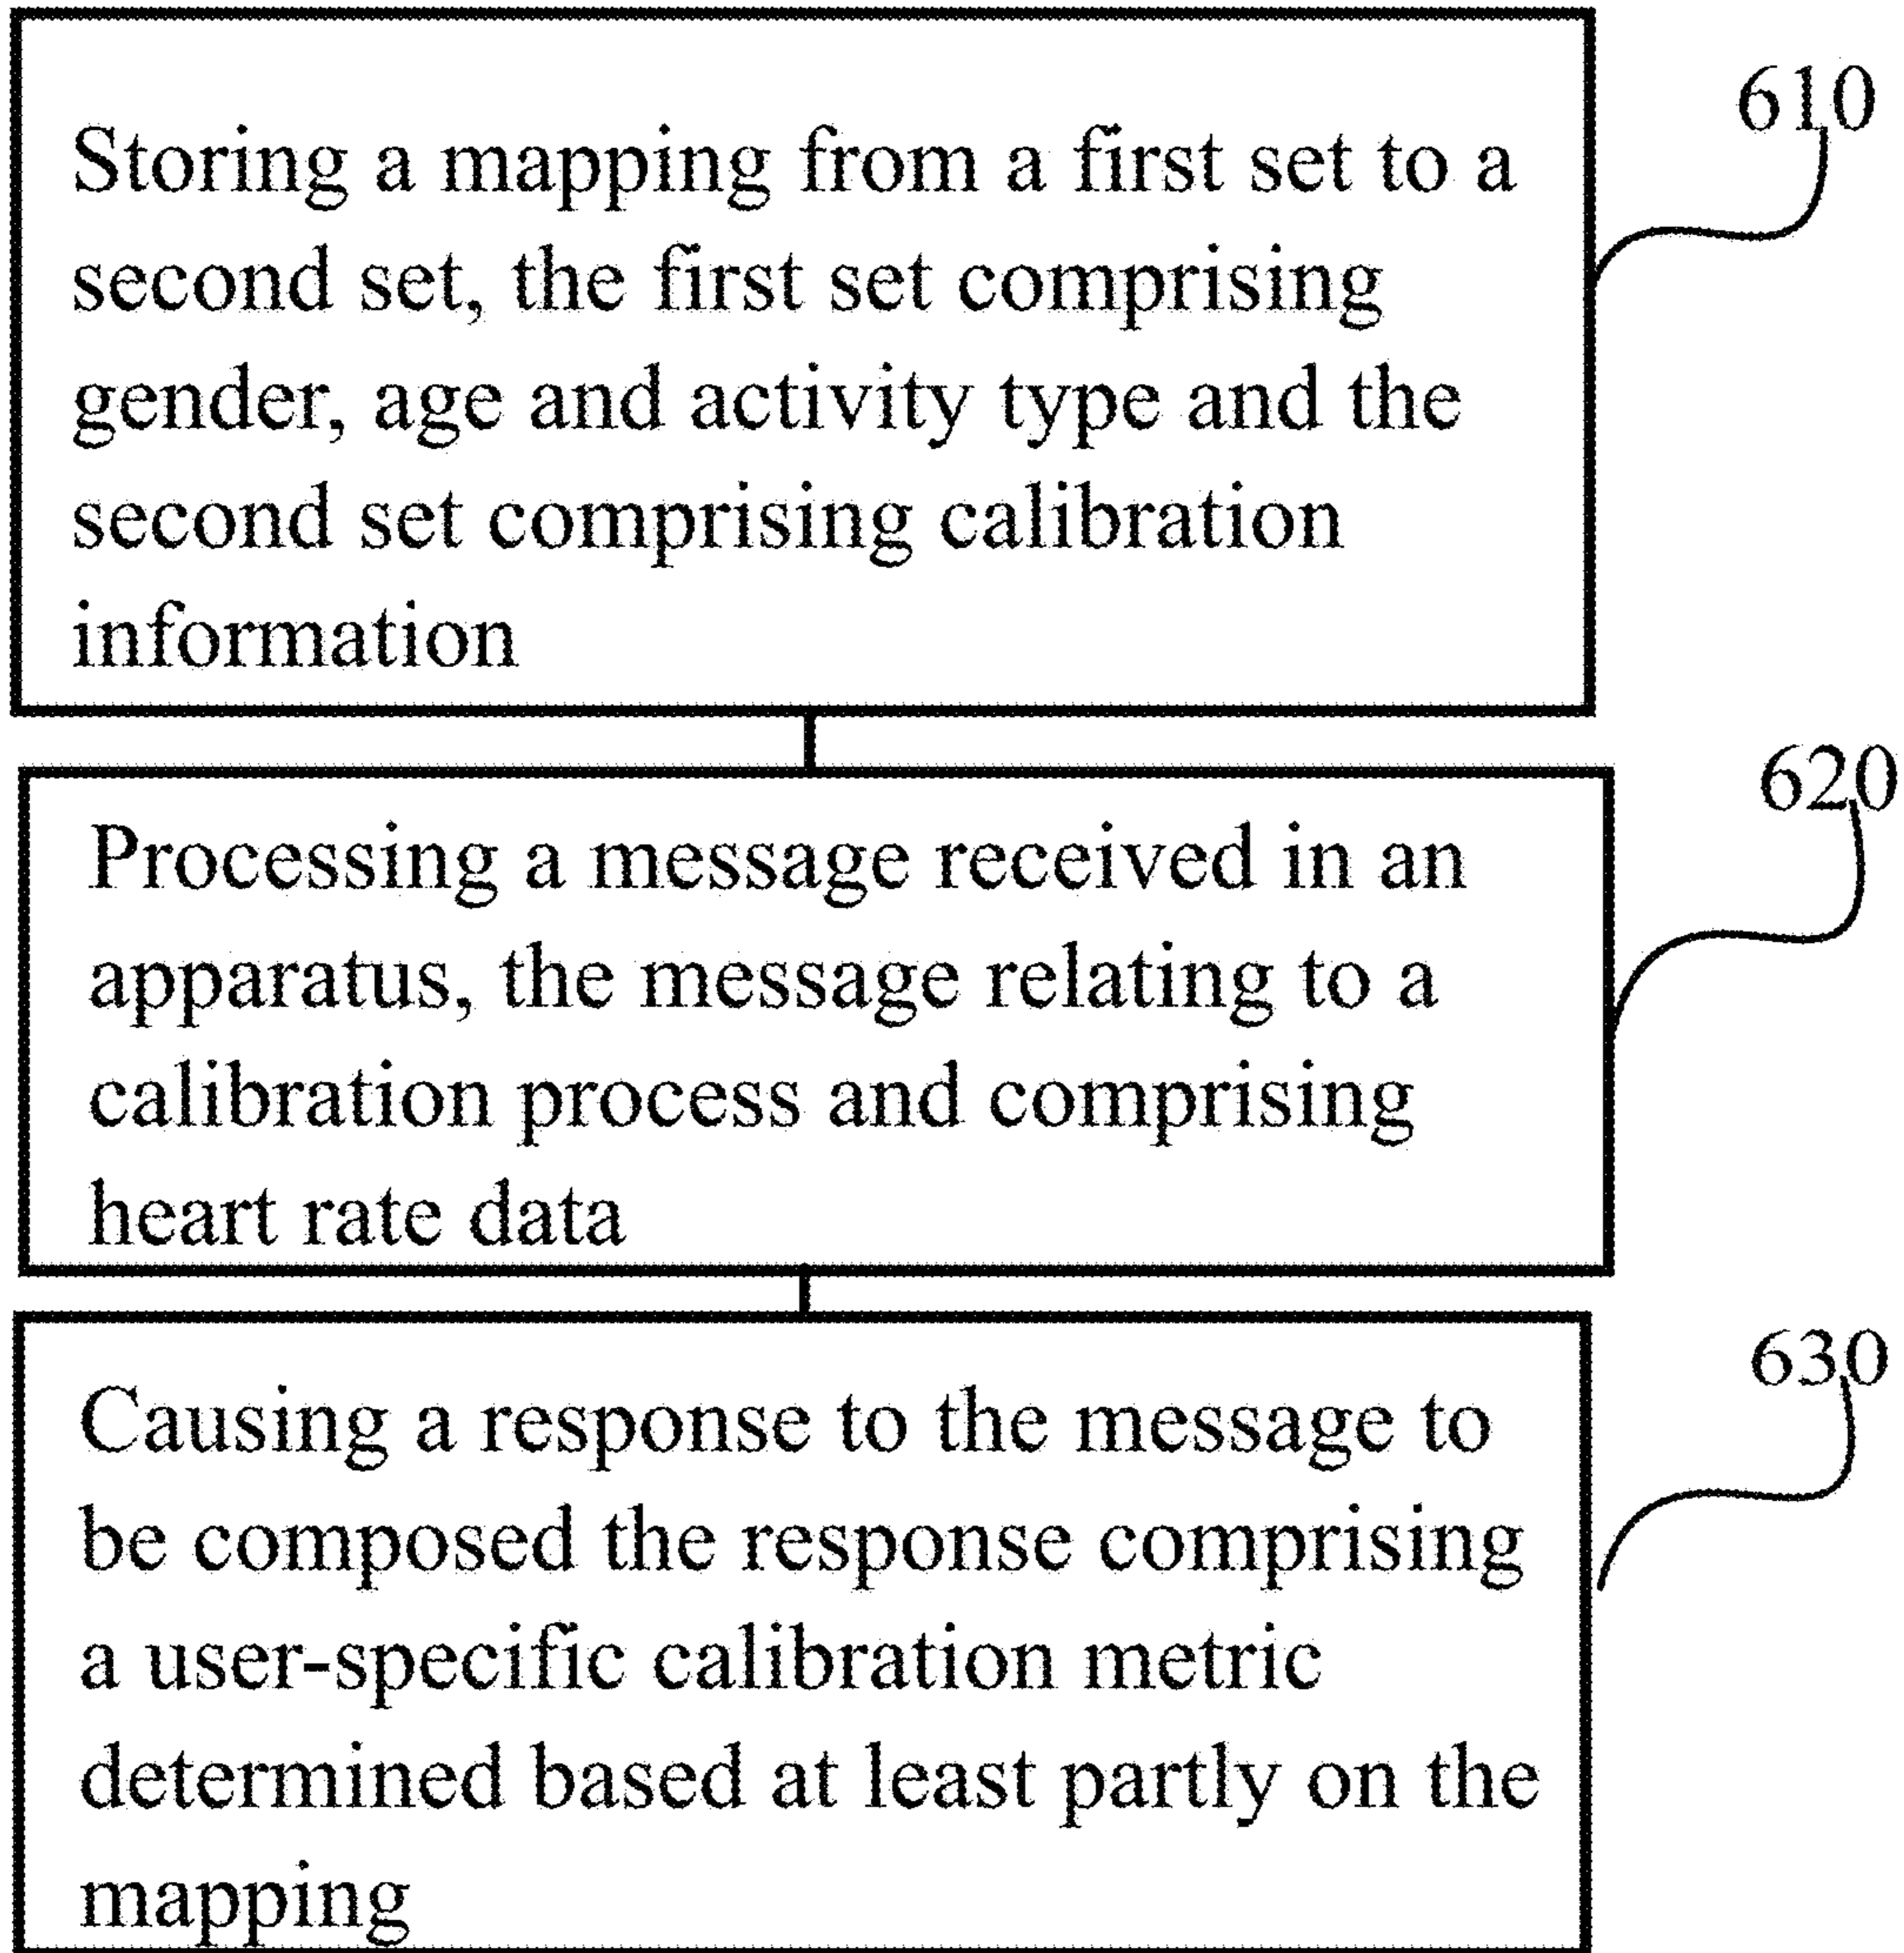 610
Storing a mapping from a first set to a
second set, the first set comprising
gender, age and activity type and the
second set comprising calibration
information
620
Processing a message received in an
apparatus, the message relating to a
calibration process and comprising
heart rate data
630
Causing a response to the message to
be composed the response comprising
a user-specific calibration metric
determined based at least partly on the
mapping